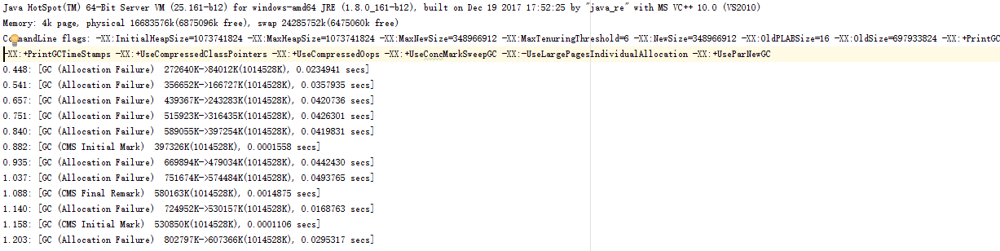 Java HotSpot(TM) 64-Bit Server VM (25.161-b12) for windows-amd64 JRE (1.8.0_161-b12), built on Dec 19 2017 17:52:25 by "java_re" with MS VC++ 10.0 (VS2010)
Memory: 4k page, physical 16683576k(6875096k free), swap 24285752k(6475060k free)
CommandLine flags: -XX:InitialHeapSize=1073741824 -XX:MaxHeapSize=1073741824 -XX:MaxNewSize=348966912 -XX:MaxTenuringThreshold=6 -XX:NewSize=348966912 -XX:OldPLABSize=16 -XX:OldSize=697933824 -XX:+PrintGC
-XX:+PrintGCTimeStamps -XX:+UseCompressedClassPointers -XX:+UseCompressedOops -XX:+UseConcMarkSweepGC -XX:-UseLargePagesIndividualAllocation -XX:+UseParNewGC
0.448: [GC (Allocation Failure)  272640K->84012K(1014528K), 0.0234941 secs]
0.541: [GC (Allocation Failure)  356652K->166727K(1014528K), 0.0357935 secs]
0.657: [GC (Allocation Failure)  439367K->243283K(1014528K), 0.0420736 secs]
0.751: [GC (Allocation Failure)  515923K->316435K(1014528K), 0.0426301 secs]
0.840: [GC (Allocation Failure)  589055K->397254K(1014528K), 0.0419831 secs]
0.882: [GC (CMS Initial Mark)  397326K(1014528K), 0.0001558 secs]
0.935: [GC (Allocation Failure)  669894K->479034K(1014528K), 0.0442430 secs]
1.037: [GC (Allocation Failure)  751674K->574484K(1014528K), 0.0493765 secs]
1.088: [GC (CMS Final Remark)  580163K(1014528K), 0.0014875 secs]
1.140: [GC (Allocation Failure)  724952K->530157K(1014528K), 0.0168763 secs]
1.158: [GC (CMS Initial Mark)  530850K(1014528K), 0.0001106 secs]
1.203: [GC (Allocation Failure)  802797K->607366K(1014528K), 0.0295317 secs]